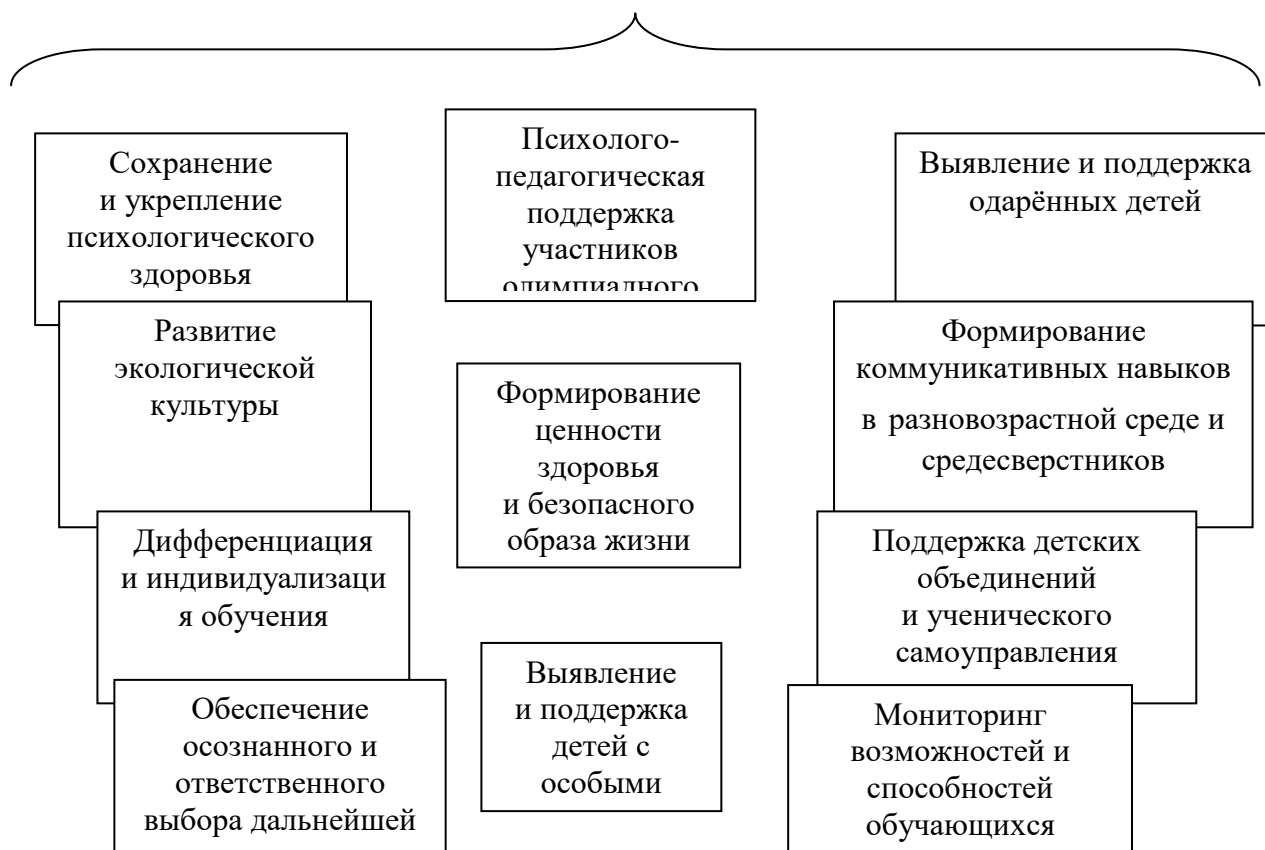 Сохранение
и укрепление
психологического
здоровья
Развитие
экологической
культуры
Дифференциация
и индивидуализаци
я обучения
Обеспечение
осознанного и
ответственного
выбора дальнейшей
Психолого-
педагогическая
поддержка
участников
олимпиадного
Формирование
ценности
здоровья
и безопасного
образа жизни
Выявление
и поддержка
детей с
особыми
Выявление и поддержка
одарённых детей
Формирование
коммуникативных навыков
в разновозрастной среде и
средесверстников
Поддержка детских
объединений
и ученического
самоуправления
Мониторинг
возможностей и
способностей
обучающихся